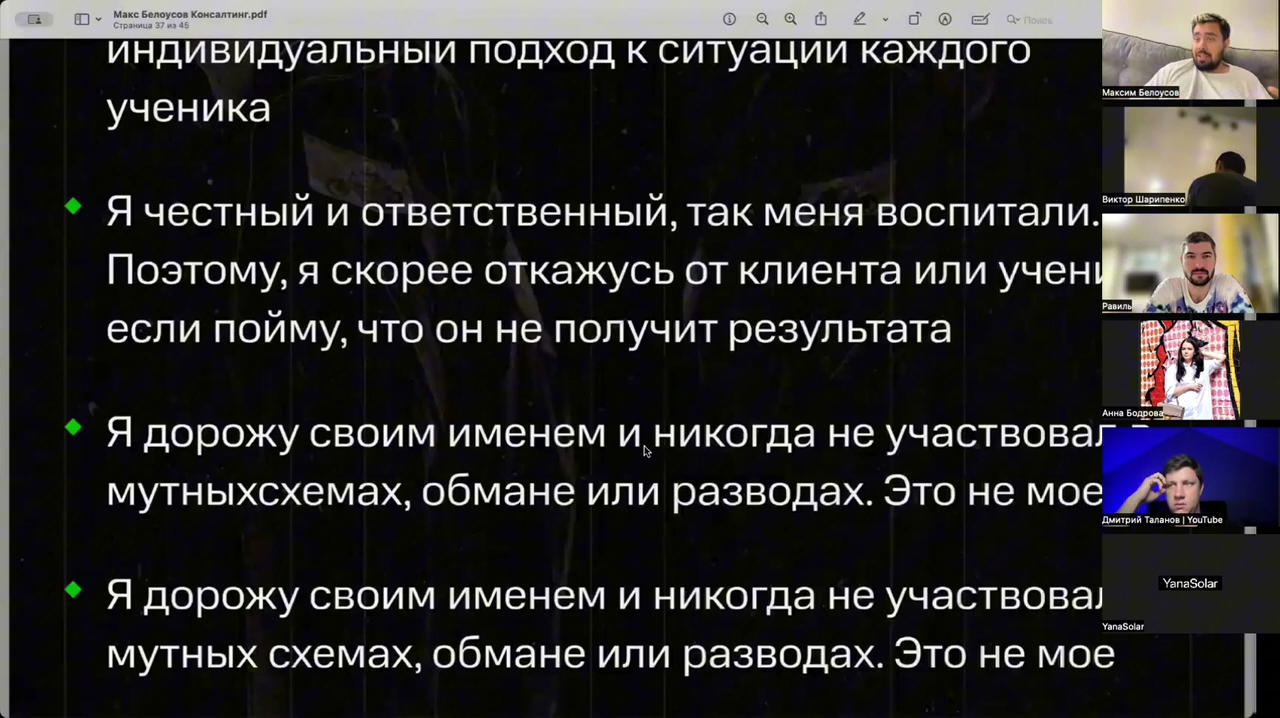 Макс Белоусов Консалтинг.pdf
Страница 37 из 45
Поиск
индивидуальный подход к ситуации каждого
ученика
Я честный и ответственный, так меня воспитали.
Поэтому, я скорее откажусь от клиента или учени
если пойму, что он не получит результата
Я дорожу своим именем и никогда не участвовал в
мутныхсхемах, обмане или разводах. Это не мое
Я дорожу своим именем и никогда не участвовал
мутных схемах, обмане или разводах. Это не мое
Максим Белоусов
Виктор Шарипенко
Равиль
Анна Бодрова
Дмитрий Таланов | YouTube
YanaSolar
YanaSolar